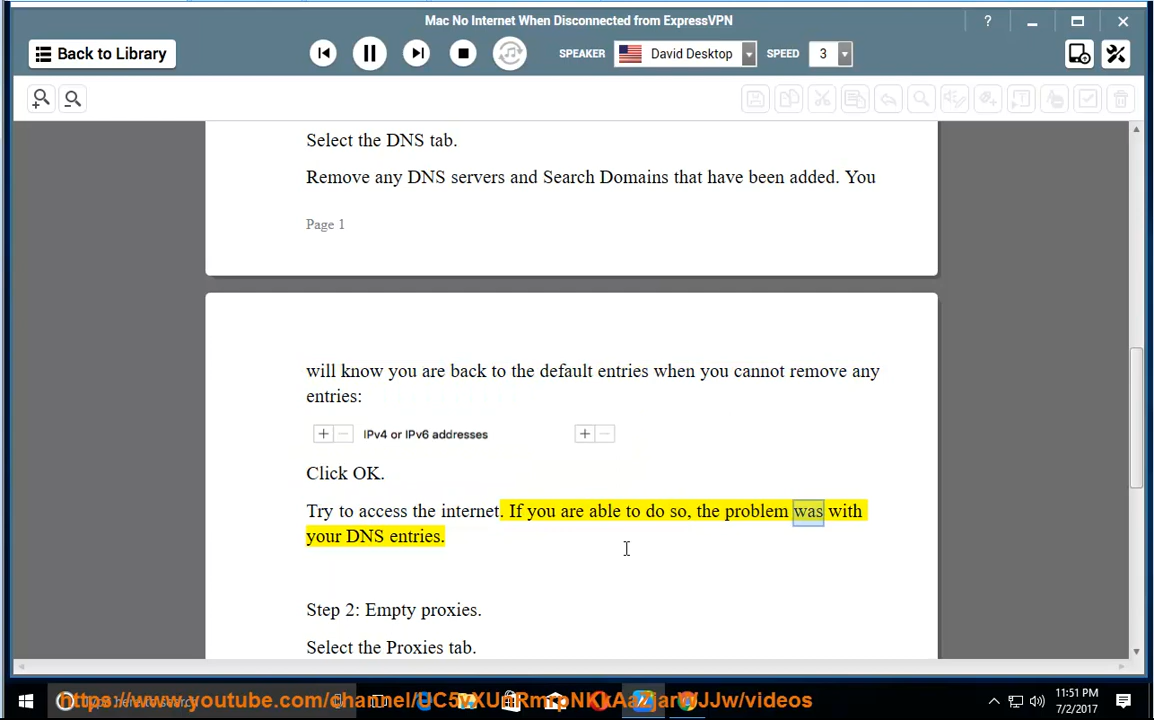 Mac No Internet When Disconnected from ExpressVPN
?
Back to Library
SPEAKER David Desktop SPEED 3
Select the DNS tab.
Remove any DNS servers and Search Domains that have been added. You
Page 1
will know you are back to the default entries when you cannot remove any
entries:
+ − IPv4 or IPv6 addresses + −
Click OK.
Try to access the internet. If you are able to do so, the problem was with
your DNS entries.
Step 2: Empty proxies.
Select the Proxies tab.
11:51 PM
7/2/2017